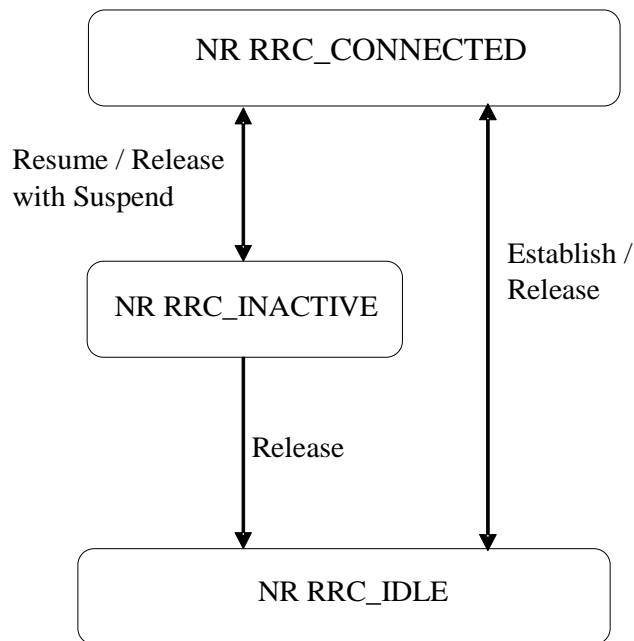 NR RRC_CONNECTED
Resume / Release
with Suspend
Establish /
Release
NR RRC_INACTIVE
Release
NR RRC_IDLE